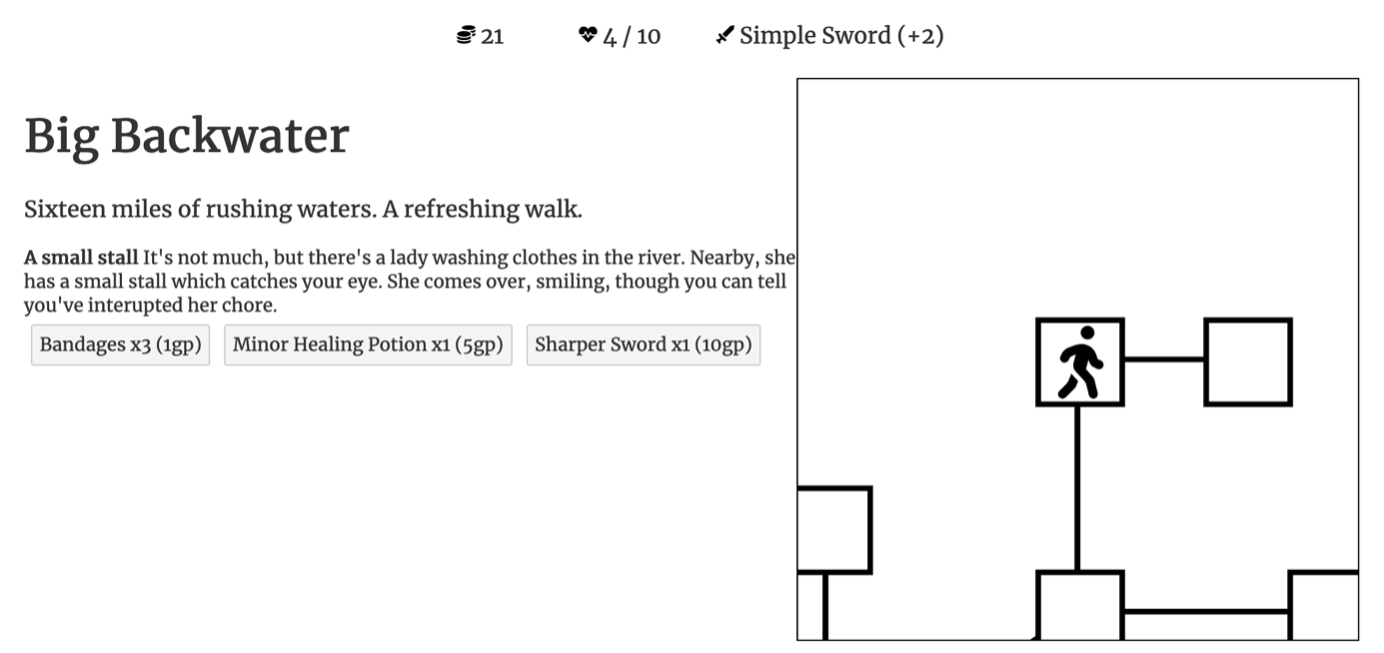 21 4 / 10 Simple Sword (+2)
Big Backwater
Sixteen miles of rushing waters. A refreshing walk.
A small stall It's not much, but there's a lady washing clothes in the river. Nearby, she
has a small stall which catches your eye. She comes over, smiling, though you can tell
you've interupted her chore.
Bandages x3 (1gp) Minor Healing Potion x1 (5gp) Sharper Sword x1 (10gp)